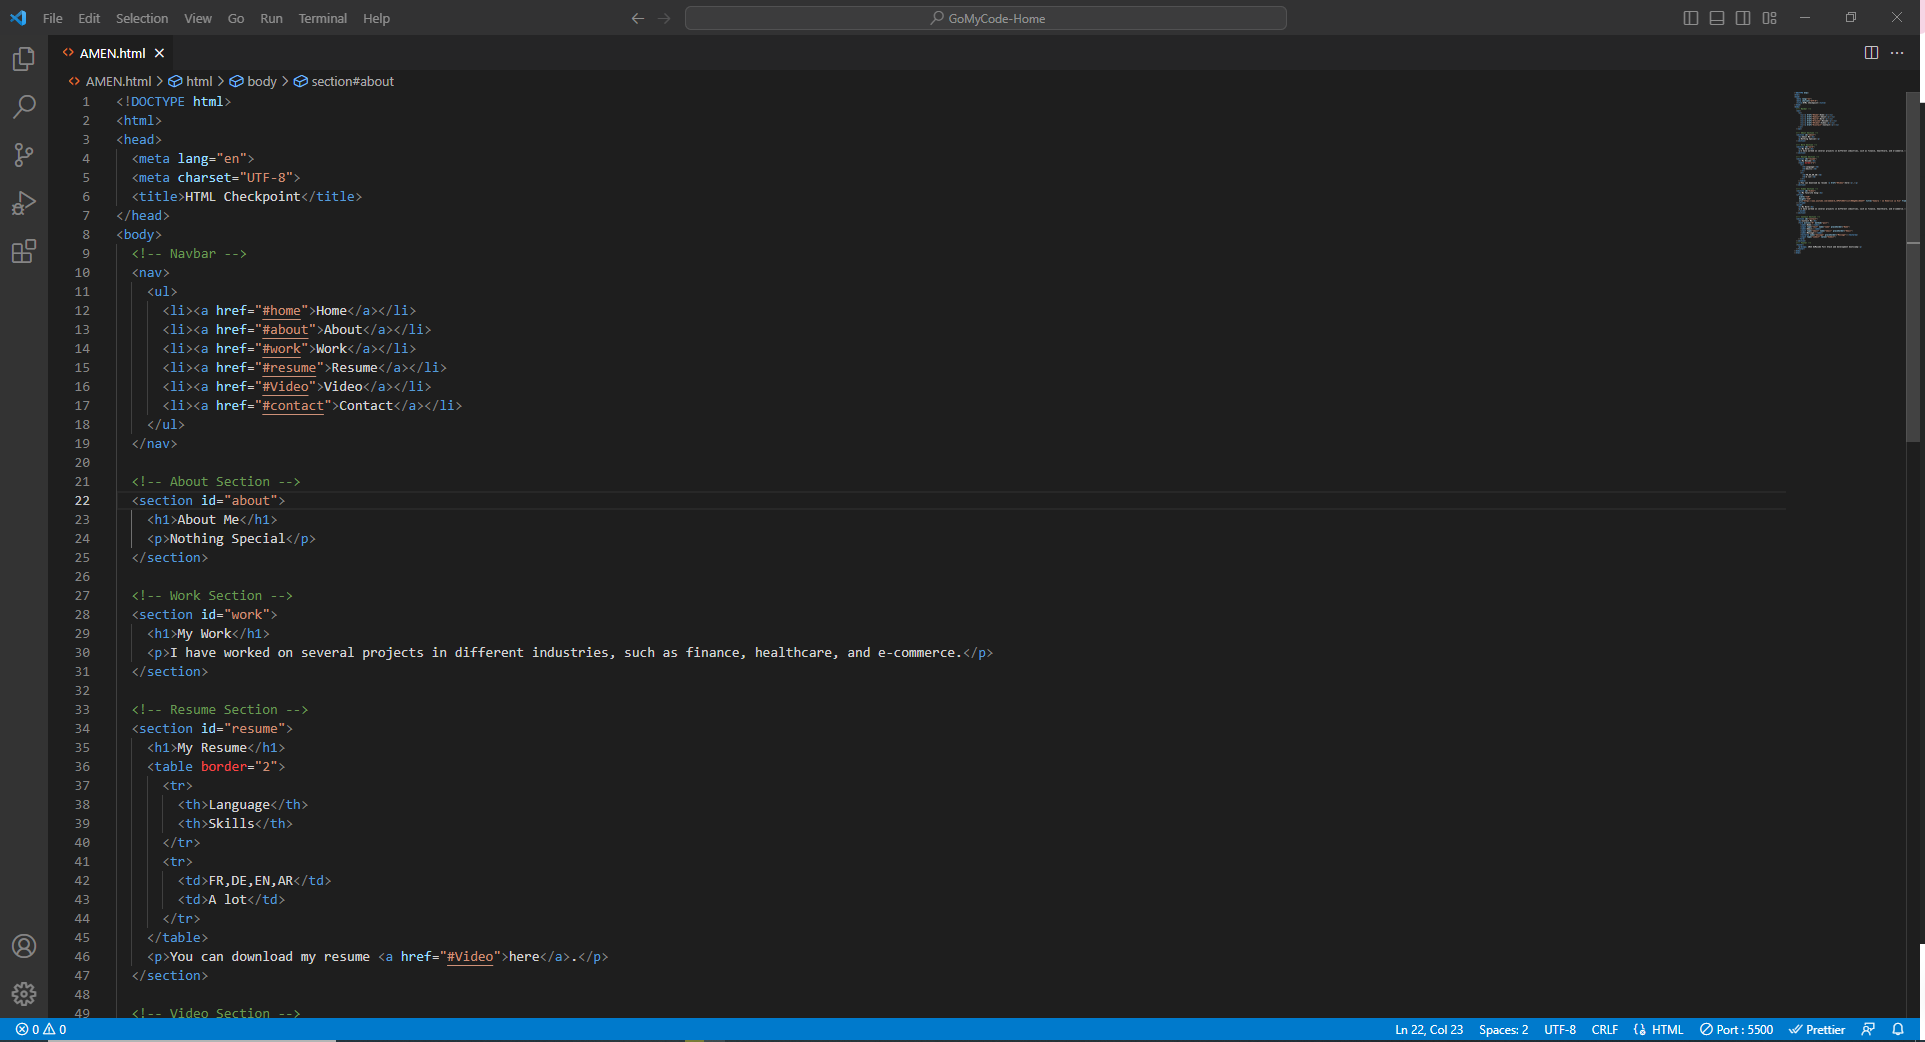 File Edit Selection View Go Run Terminal Help
GoMyCode-Home
AMEN.html
AMEN.html > html > body > section#about
1 <!DOCTYPE html>
2 <html>
3 <head>
4 <meta lang="en">
5 <meta charset="UTF-8">
6 <title>HTML Checkpoint</title>
7 </head>
8 <body>
9 <!-- Navbar -->
10 <nav>
11 <ul>
12 <li><a href="#home">Home</a></li>
13 <li><a href="#about">About</a></li>
14 <li><a href="#work">Work</a></li>
15 <li><a href="#resume">Resume</a></li>
16 <li><a href="#Video">Video</a></li>
17 <li><a href="#contact">Contact</a></li>
18 </ul>
19 </nav>
20
21 <!-- About Section -->
22 <section id="about">
23 <h1>About Me</h1>
24 <p>Nothing Special</p>
25 </section>
26
27 <!-- Work Section -->
28 <section id="work">
29 <h1>My Work</h1>
30 <p>I have worked on several projects in different industries, such as finance, healthcare, and e-commerce.</p>
31 </section>
32
33 <!-- Resume Section -->
34 <section id="resume">
35 <h1>My Resume</h1>
36 <table border="2">
37 <tr>
38 <th>Language</th>
39 <th>Skills</th>
40 </tr>
41 <tr>
42 <td>FR,DE,EN,AR</td>
43 <td>A lot</td>
44 </tr>
45 </table>
46 <p>You can download my resume <a href="#Video">here</a>.</p>
47 </section>
48
49 <!-- Video Section -->
0 0 Ln 22, Col 23 Spaces: 2 UTF-8 CRLF HTML Port : 5500 Prettier